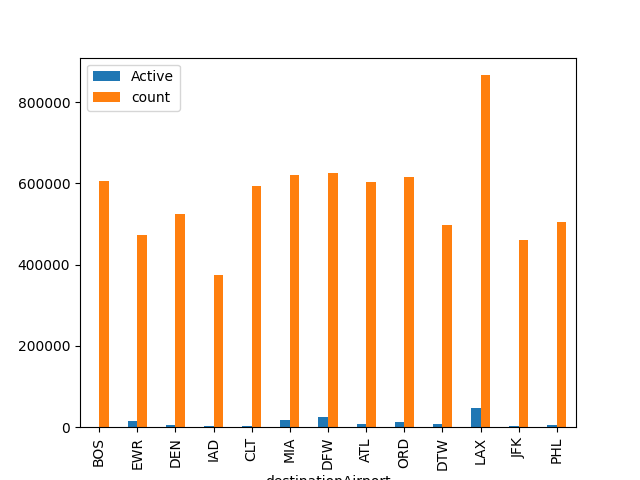 Active
count
800000
600000
400000
200000
0
BOS
EWR
DEN
IAD
CLT
MIA
DFW
ATL
ORD
DTW
LAX
JFK
PHL
destinationAirport